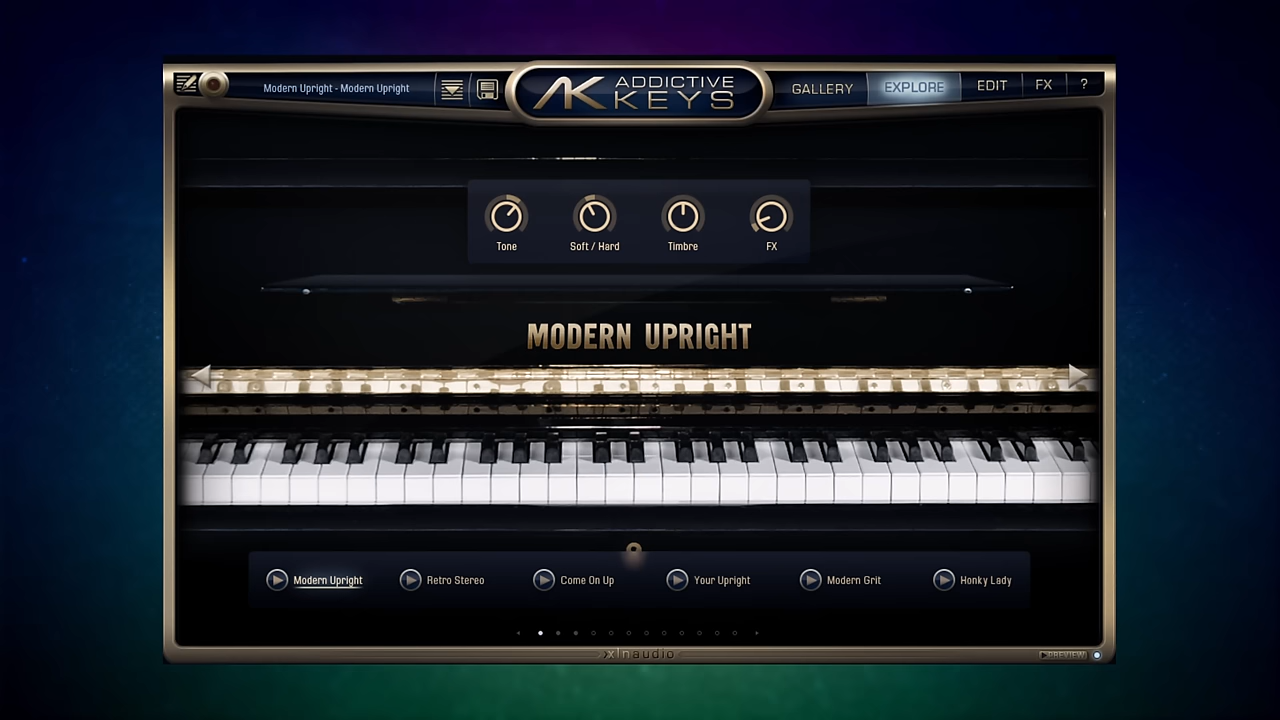 Modern Upright - Modern Upright
AK ADDICTIVE KEYS
GALLERY EXPLORE EDIT FX ?
Tone Soft / Hard Timbre FX
MODERN UPRIGHT
Modern Upright Retro Stereo Come On Up Your Upright Modern Grit Honky Lady
xlnaudio
PREVIEW